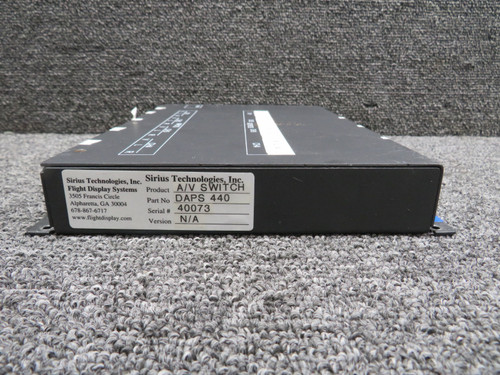 Sirius Technologies, Inc.
Flight Display Systems
3505 Francis Circle
Alpharetta, GA 30004
678-867-6717
www.flightdisplay.com
Sirius Technologies, Inc.
Product A/V SWITCH
Part No DAPS 440
Serial # 40073
Version N/A